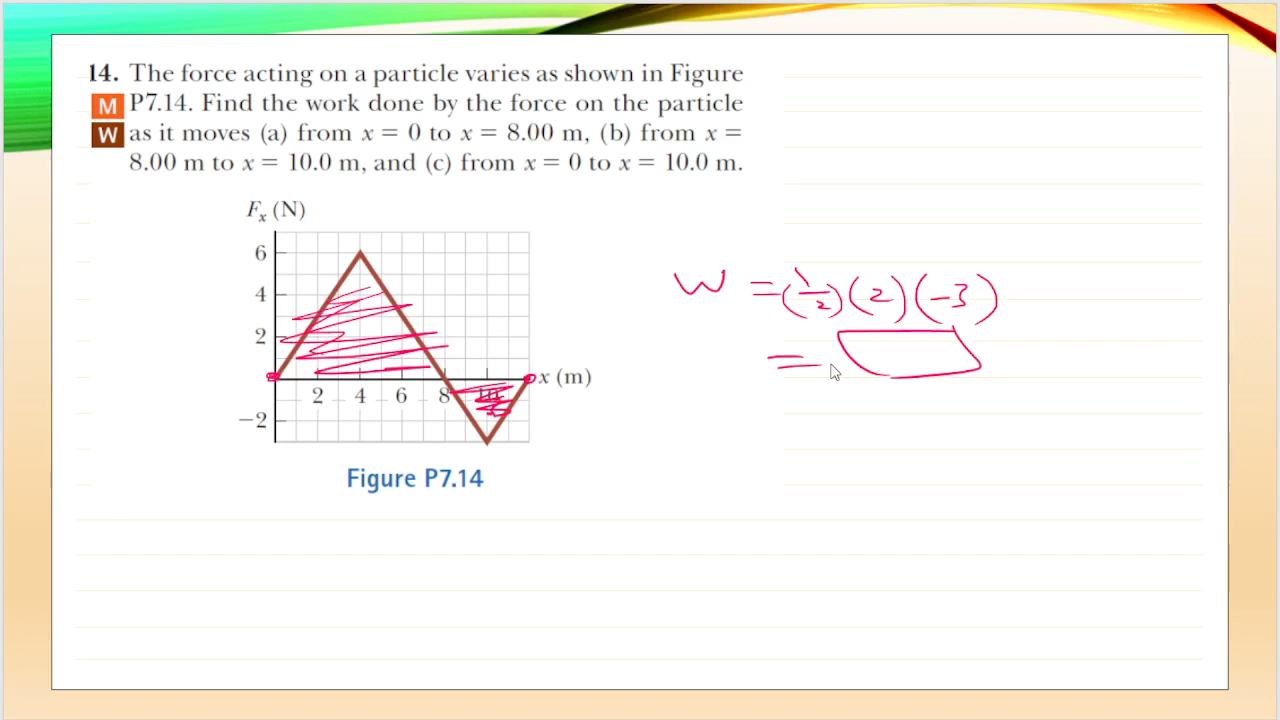 14. The force acting on a particle varies as shown in Figure
M P7.14. Find the work done by the force on the particle
W as it moves (a) from x = 0 to x = 8.00 m, (b) from x =
8.00 m to x = 10.0 m, and (c) from x = 0 to x = 10.0 m.
Fx (N)
6
4
2
x (m)
2 4 6 8 10
−2
Figure P7.14
W = (1/2)(2)(-3)
=